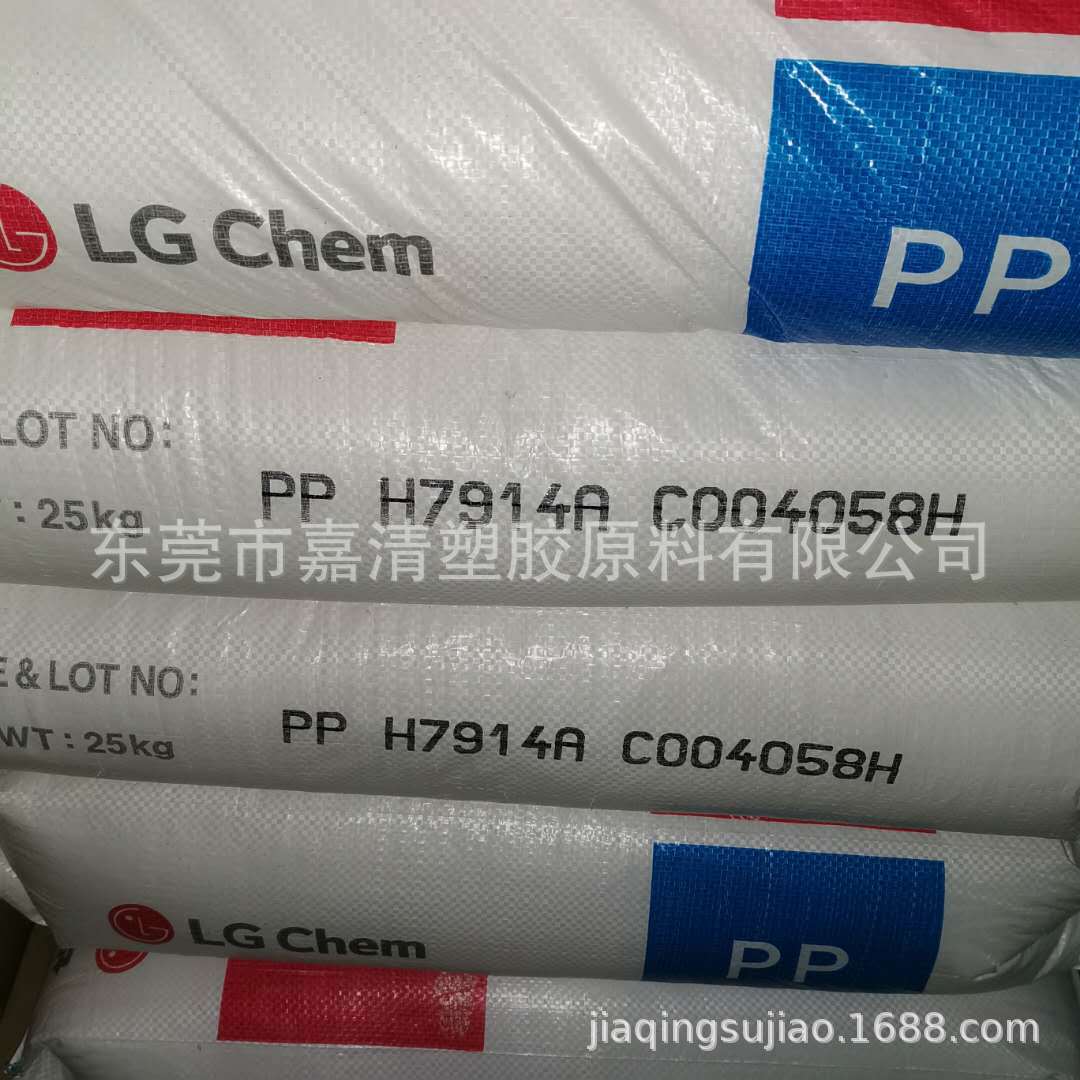 LG Chem
PP
LOT NO:
: 25kg
PP H7914A C004058H
东莞市嘉清塑胶原料有限公司
E & LOT NO:
WT : 25kg
PP H7914A C004058H
LG Chem
PP
jiaqingsujiao.1688.com